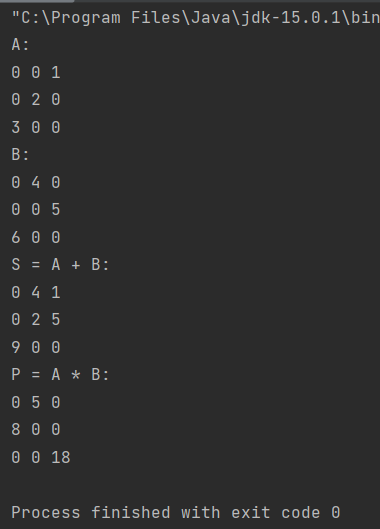 "C:\Program Files\Java\jdk-15.0.1\bin
A:
0 0 1
0 2 0
3 0 0
B:
0 4 0
0 0 5
6 0 0
S = A + B:
0 4 1
0 2 5
9 0 0
P = A * B:
0 5 0
8 0 0
0 0 18
Process finished with exit code 0